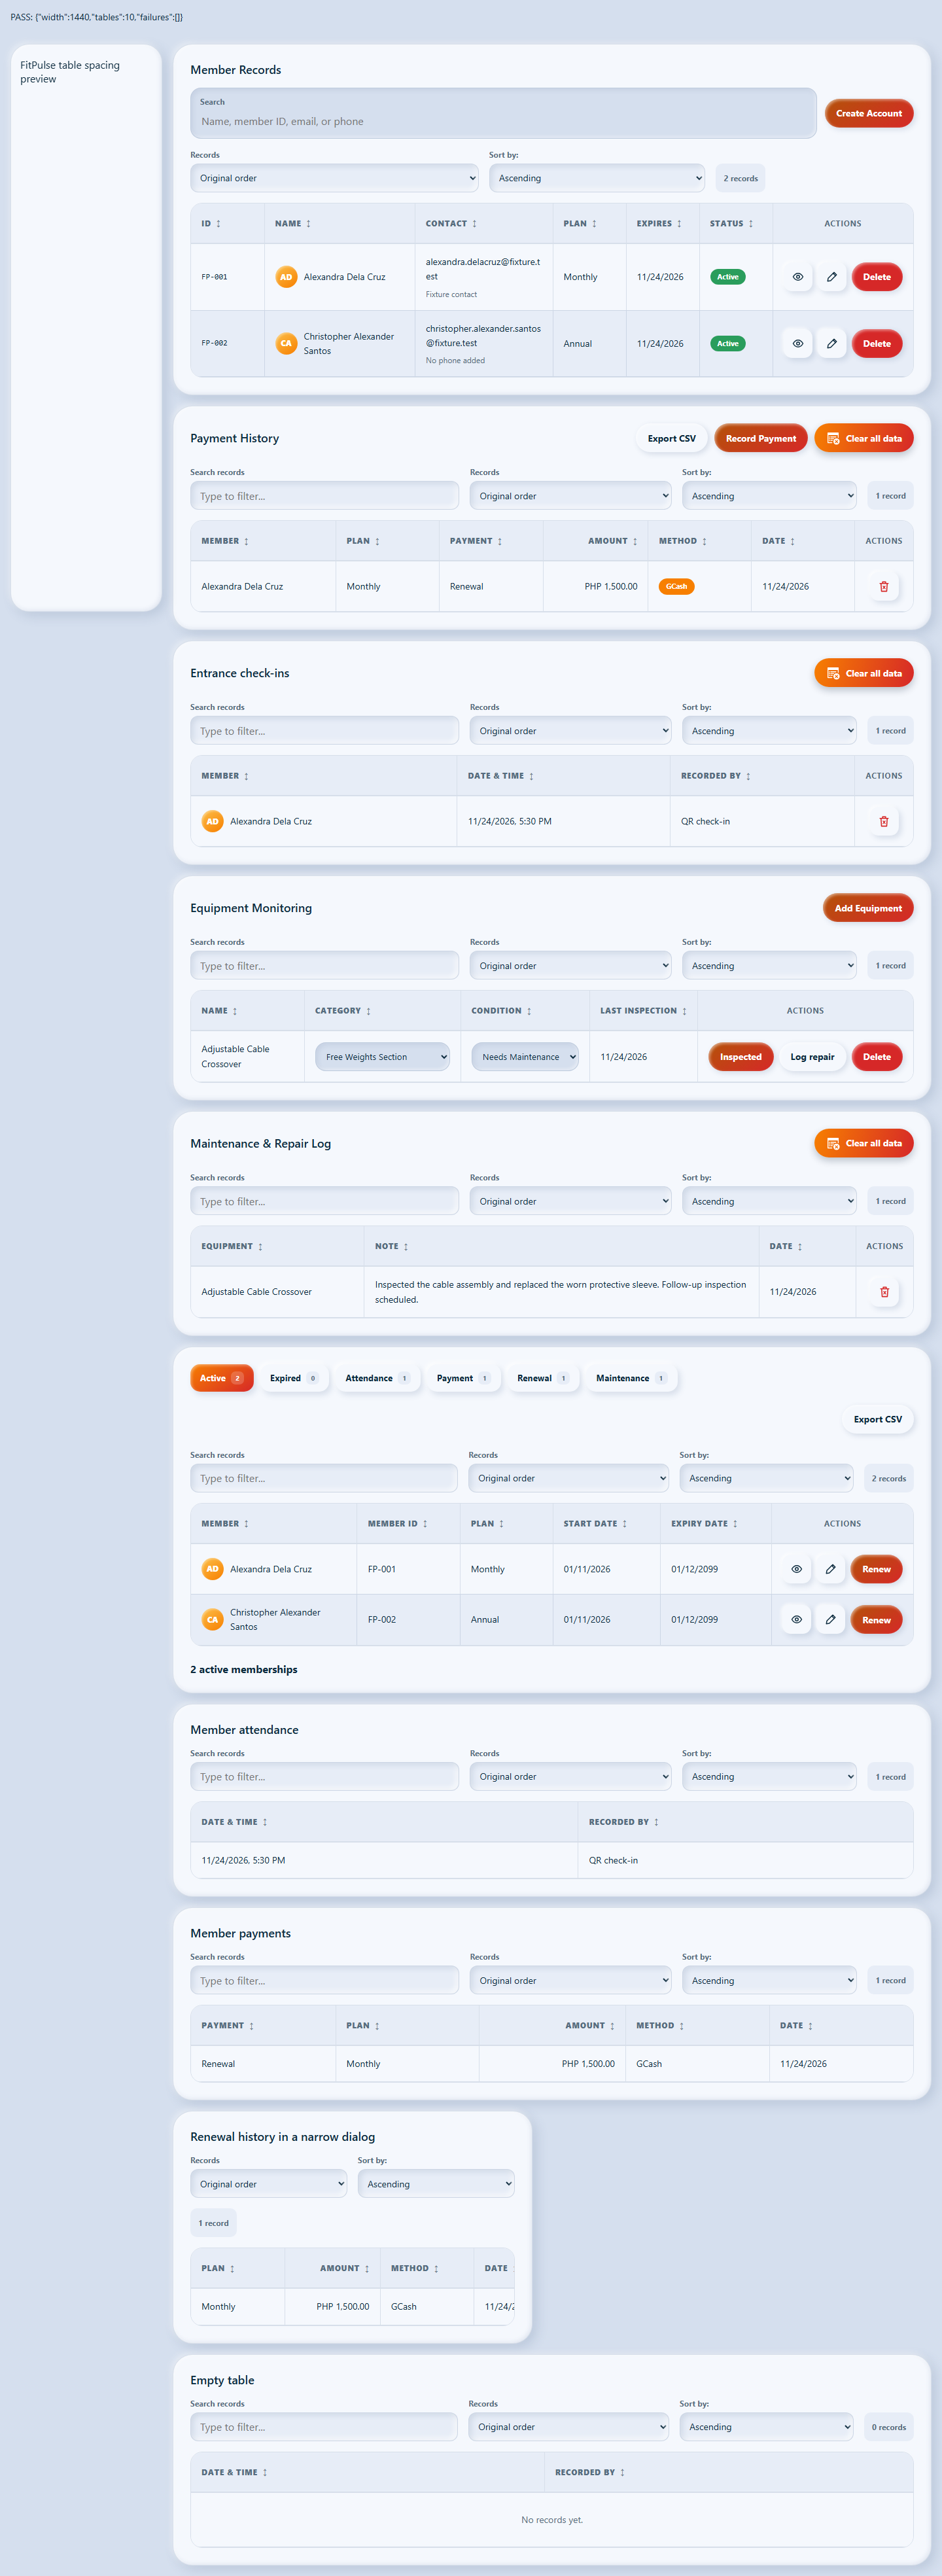 PASS: {"width":1440,"tables":10,"failures":[]}
FitPulse table spacing
preview
Member Records
Search
Name, member ID, email, or phone
Create Account
Records
Sort by:
Original order
Ascending
2 records
ID ↕ NAME ↕ CONTACT ↕ PLAN ↕ EXPIRES ↕ STATUS ↕ ACTIONS
FP-001 AD Alexandra Dela Cruz alexandra.delacruz@fixture.t
est
Fixture contact
Monthly 11/24/2026 Active Delete
FP-002 CA Christopher Alexander
Santos
christopher.alexander.santos
@fixture.test
No phone added
Annual 11/24/2026 Active Delete
Payment History
Export CSV Record Payment Clear all data
Search records Records Sort by:
Type to filter... Original order Ascending 1 record
MEMBER ↕ PLAN ↕ PAYMENT ↕ AMOUNT ↕ METHOD ↕ DATE ↕ ACTIONS
Alexandra Dela Cruz Monthly Renewal PHP 1,500.00 GCash 11/24/2026
Entrance check-ins
Clear all data
Search records Records Sort by:
Type to filter... Original order Ascending 1 record
MEMBER ↕ DATE & TIME ↕ RECORDED BY ↕ ACTIONS
AD Alexandra Dela Cruz 11/24/2026, 5:30 PM QR check-in
Equipment Monitoring
Add Equipment
Search records Records Sort by:
Type to filter... Original order Ascending 1 record
NAME ↕ CATEGORY ↕ CONDITION ↕ LAST INSPECTION ↕ ACTIONS
Adjustable Cable
Crossover
Free Weights Section Needs Maintenance 11/24/2026 Inspected Log repair Delete
Maintenance & Repair Log
Clear all data
Search records Records Sort by:
Type to filter... Original order Ascending 1 record
EQUIPMENT ↕ NOTE ↕ DATE ↕ ACTIONS
Adjustable Cable Crossover
Inspected the cable assembly and replaced the worn protective sleeve. Follow-up inspection
scheduled.
11/24/2026
Active 2 Expired 0 Attendance 1 Payment 1 Renewal 1 Maintenance 1
Export CSV
Search records Records Sort by:
Type to filter... Original order Ascending 2 records
MEMBER ↕ MEMBER ID ↕ PLAN ↕ START DATE ↕ EXPIRY DATE ↕ ACTIONS
AD Alexandra Dela Cruz FP-001 Monthly 01/11/2026 01/12/2099 Renew
CA Christopher Alexander
Santos
FP-002 Annual 01/11/2026 01/12/2099 Renew
2 active memberships
Member attendance
Search records Records Sort by:
Type to filter... Original order Ascending 1 record
DATE & TIME ↕ RECORDED BY ↕
11/24/2026, 5:30 PM QR check-in
Member payments
Search records Records Sort by:
Type to filter... Original order Ascending 1 record
PAYMENT ↕ PLAN ↕ AMOUNT ↕ METHOD ↕ DATE ↕
Renewal Monthly PHP 1,500.00 GCash 11/24/2026
Renewal history in a narrow dialog
Records Sort by:
Original order Ascending
1 record
PLAN ↕ AMOUNT ↕ METHOD ↕ DATE
Monthly PHP 1,500.00 GCash 11/24/2
Empty table
Search records Records Sort by:
Type to filter... Original order Ascending 0 records
DATE & TIME ↕ RECORDED BY ↕
No records yet.